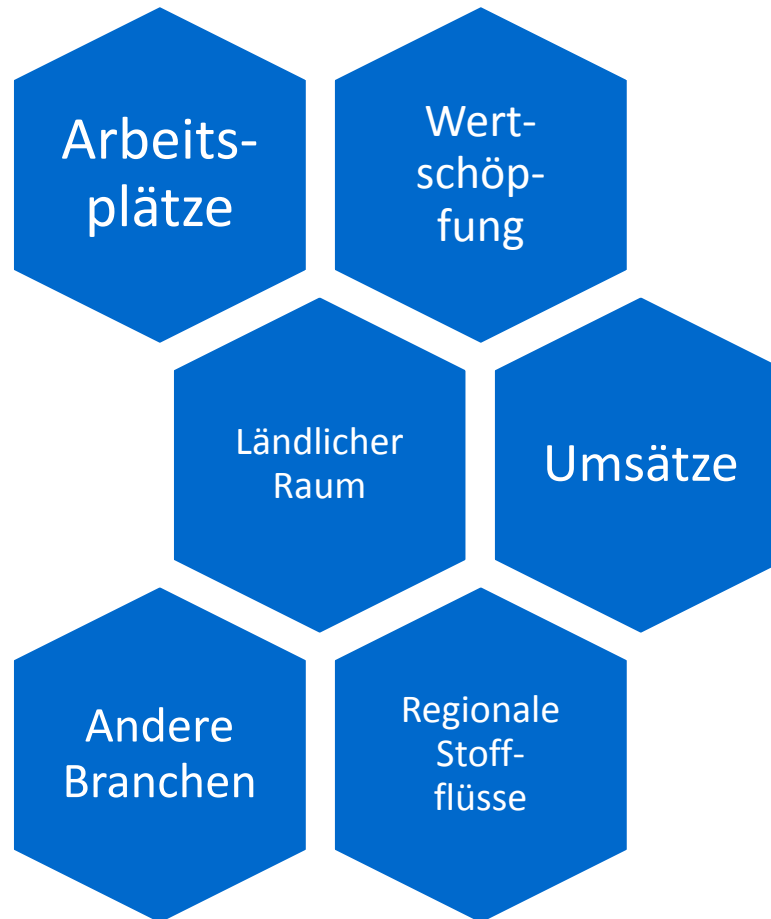 Arbeits-
plätze
Wert-
schöp-
fung
Ländlicher
Raum
Umsätze
Andere
Branchen
Regionale
Stoff-
flüsse